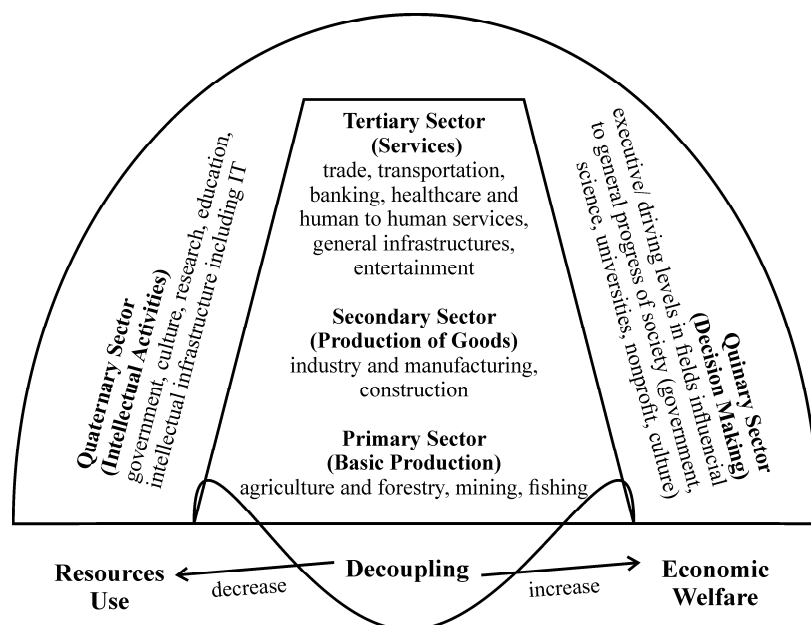 Tertiary Sector
(Services)
trade, transportation,
banking, healthcare and
human to human services,
general infrastructures,
entertainment
Secondary Sector
(Production of Goods)
industry and manufacturing,
construction
Primary Sector
(Basic Production)
agriculture and forestry, mining, fishing
Quaternary Sector
(Intellectual Activities)
government, culture, research, education,
intellectual infrastructure including IT
Quinary Sector
(Decision Making)
executive/ driving levels in fields influencial
to general progress of society (government,
science, universities, nonprofit, culture)
Resources
Use
decrease
Decoupling
increase
Economic
Welfare